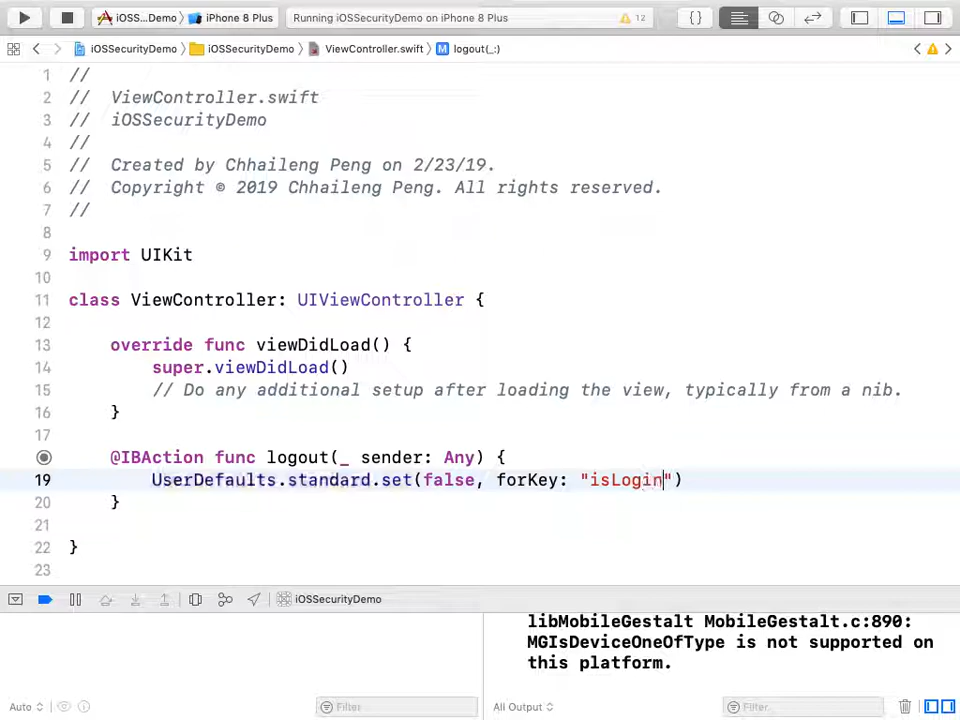 iOSS...Demo iPhone 8 Plus Running iOSSecurityDemo on iPhone 8 Plus 12 {}
iOSSecurityDemo iOSSecurityDemo ViewController.swift M logout(_:)
1 //
2 //  ViewController.swift
3 //  iOSSecurityDemo
4 //
5 //  Created by Chhaileng Peng on 2/23/19.
6 //  Copyright © 2019 Chhaileng Peng. All rights reserved.
7 //
8
9 import UIKit
10
11 class ViewController: UIViewController {
12
13     override func viewDidLoad() {
14         super.viewDidLoad()
15         // Do any additional setup after loading the view, typically from a nib.
16     }
17
@IBAction func logout(_ sender: Any) {
19         UserDefaults.standard.set(false, forKey: "isLogin")
20     }
21
22 }
23
iOSSecurityDemo
libMobileGestalt MobileGestalt.c:890:
MGIsDeviceOneOfType is not supported on
this platform.
Auto Filter All Output Filter